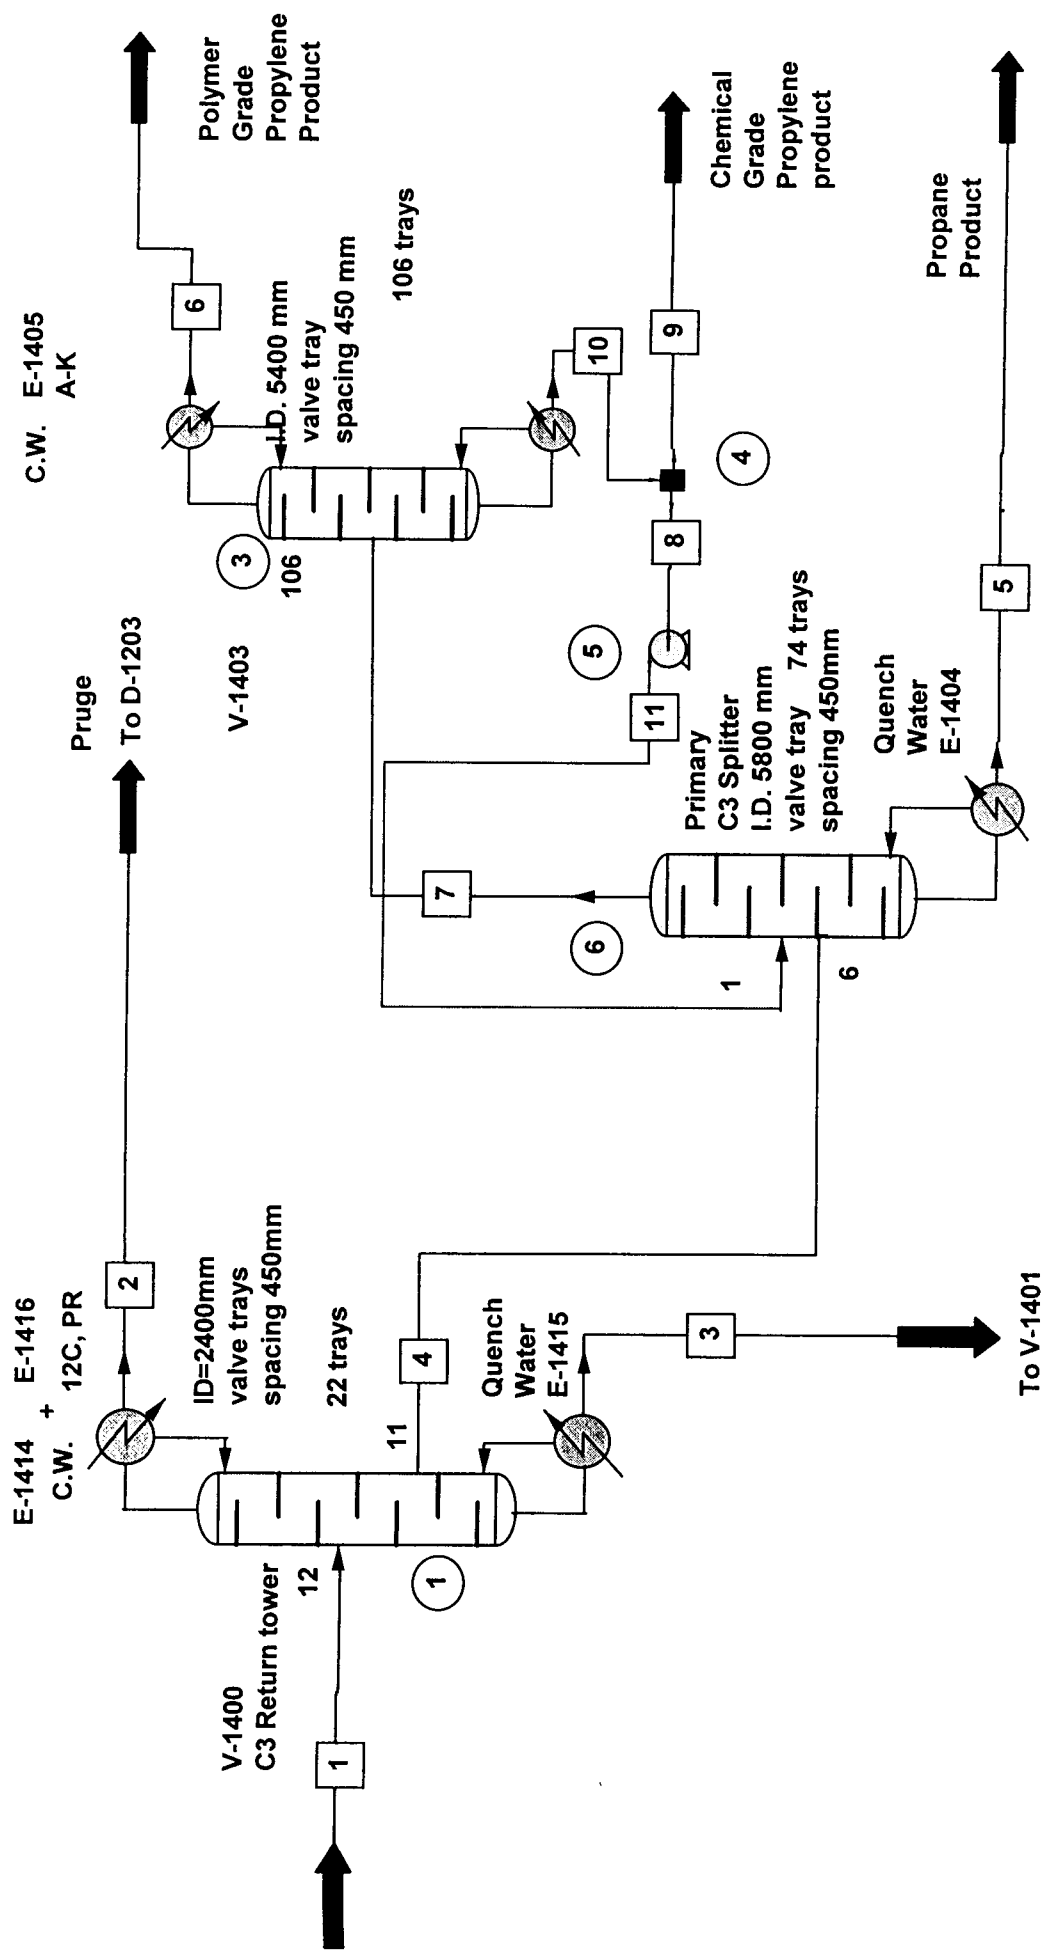 E-1414 + E-1416
C.W. 12C, PR
2
Pruge
To D-1203
ID=2400mm
valve trays
spacing 450mm
22 trays
V-1400
C3 Return tower
12
1
1
11
4
Quench
Water
E-1415
3
To V-1401
C.W. E-1405
A-K
6
Polymer
Grade
Propylene
Product
I.D. 5400 mm
valve tray
spacing 450 mm
106 trays
3
106
V-1403
10
4
8
9
Chemical
Grade
Propylene
product
5
11
7
6
1
6
Primary
C3 Splitter
I.D. 5800 mm
valve tray 74 trays
spacing 450mm
Quench
Water
E-1404
5
Propane
Product